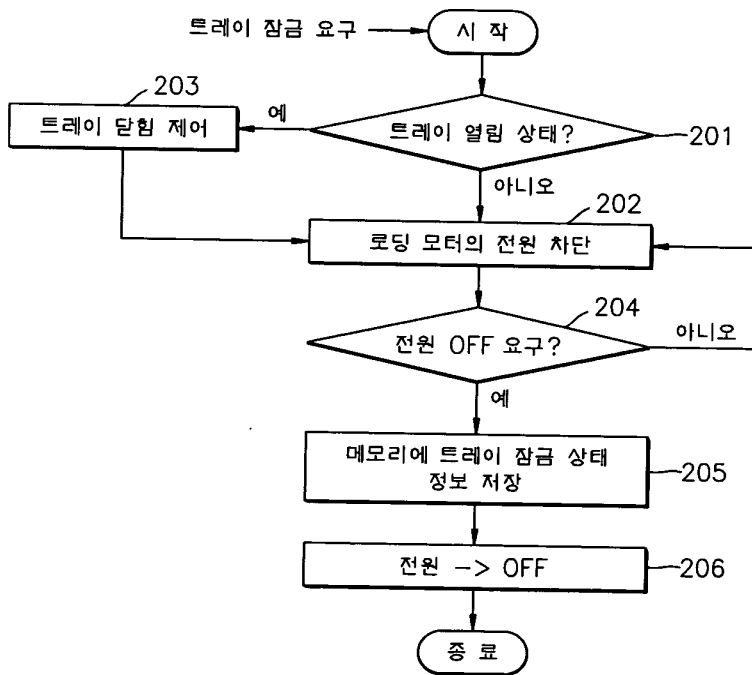 트레이 잠금 요구
시 작
203
예
트레이 닫힘 제어
트레이 열림 상태?
201
아니오
202
로딩 모터의 전원 차단
204
전원 OFF 요구?
아니오
예
메모리에 트레이 잠금 상태
정보 저장
205
전원 -> OFF
206
종 료